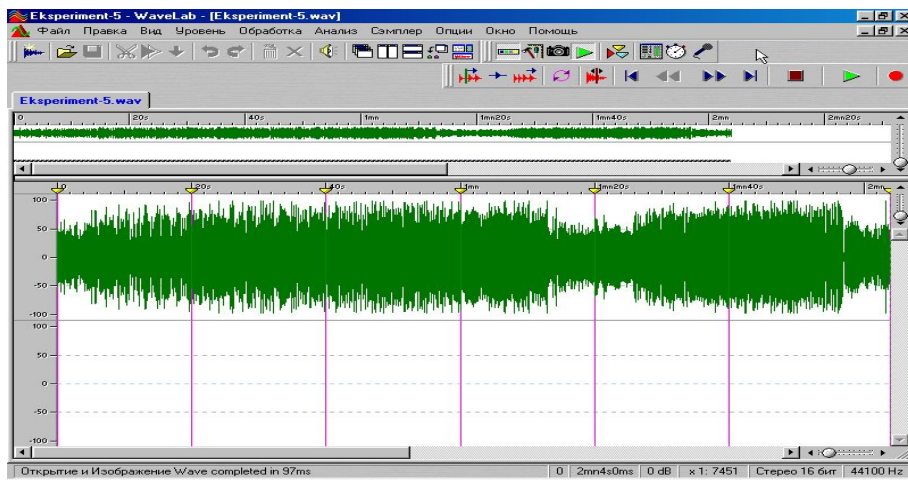 Eksperiment-5 - WaveLab - [Eksperiment-5.wav]
Файл Правка Вид Уровень Обработка Анализ Сэмплер Опции Окно Помощь
Eksperiment-5.wav
0 20s 40s 1mn 1mn20s 1mn40s 2mn 2mn20s
0 20s 40s 1mn 1mn20s 1mn40s 2mn
100
50
0
-50
-100
100
50
0
-50
-100
Открытие и Изображение Wave completed in 97ms 0 2mn4s0ms 0 dB x 1: 7451 Стерео 16 бит 44100 Hz